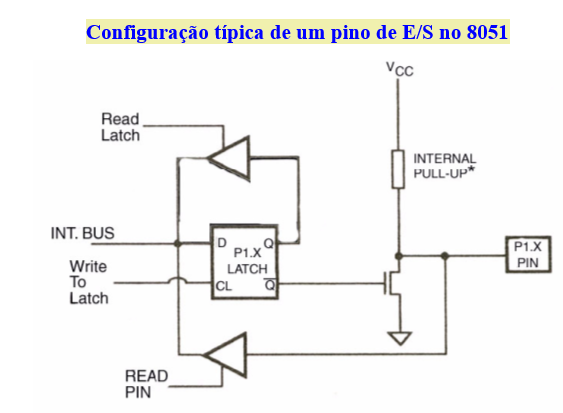 Configuração típica de um pino de E/S no 8051
VCC
Read
Latch
INTERNAL
PULL-UP*
INT. BUS
D
Q
P1.X
LATCH
CL
Q̅
P1.X
PIN
Write
To
Latch
READ
PIN